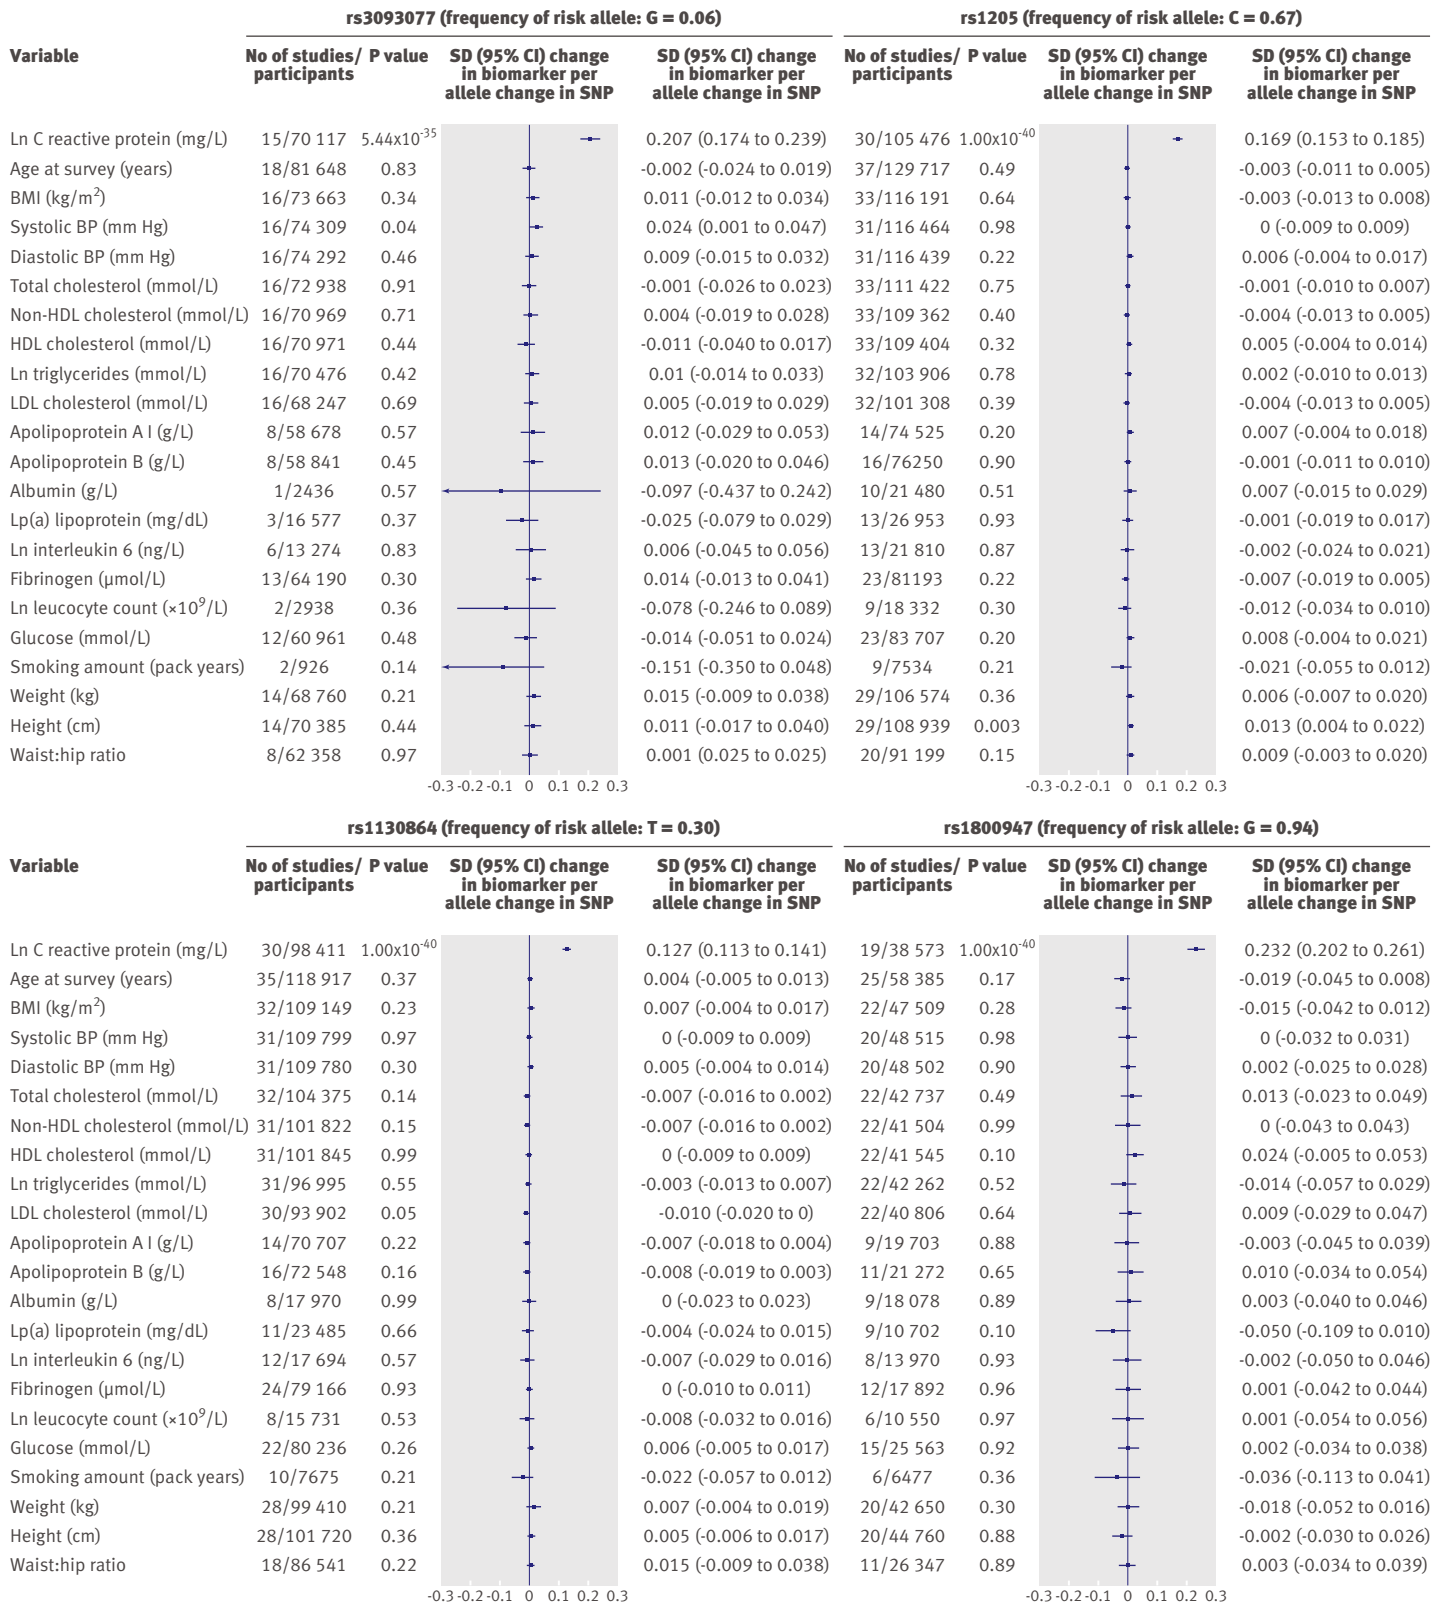 rs3093077 (frequency of risk allele: G = 0.06) rs1205 (frequency of risk allele: C = 0.67)
Variable No of studies/ P value SD (95% CI) change SD (95% CI) change No of studies/ P value SD (95% CI) change SD (95% CI) change
participants in biomarker per in biomarker per participants in biomarker per in biomarker per
allele change in SNP allele change in SNP allele change in SNP allele change in SNP
Ln C reactive protein (mg/L) 15/70 117 5.44x10⁻³⁵ 0.207 (0.174 to 0.239) 30/105 476 1.00x10⁻⁴⁰ 0.169 (0.153 to 0.185)
Age at survey (years) 18/81 648 0.83 -0.002 (-0.024 to 0.019) 37/129 717 0.49 -0.003 (-0.011 to 0.005)
BMI (kg/m²) 16/73 663 0.34 0.011 (-0.012 to 0.034) 33/116 191 0.64 -0.003 (-0.013 to 0.008)
Systolic BP (mm Hg) 16/74 309 0.04 0.024 (0.001 to 0.047) 31/116 464 0.98 0 (-0.009 to 0.009)
Diastolic BP (mm Hg) 16/74 292 0.46 0.009 (-0.015 to 0.032) 31/116 439 0.22 0.006 (-0.004 to 0.017)
Total cholesterol (mmol/L) 16/72 938 0.91 -0.001 (-0.026 to 0.023) 33/111 422 0.75 -0.001 (-0.010 to 0.007)
Non-HDL cholesterol (mmol/L) 16/70 969 0.71 0.004 (-0.019 to 0.028) 33/109 362 0.40 -0.004 (-0.013 to 0.005)
HDL cholesterol (mmol/L) 16/70 971 0.44 -0.011 (-0.040 to 0.017) 33/109 404 0.32 0.005 (-0.004 to 0.014)
Ln triglycerides (mmol/L) 16/70 476 0.42 0.01 (-0.014 to 0.033) 32/103 906 0.78 0.002 (-0.010 to 0.013)
LDL cholesterol (mmol/L) 16/68 247 0.69 0.005 (-0.019 to 0.029) 32/101 308 0.39 -0.004 (-0.013 to 0.005)
Apolipoprotein A I (g/L) 8/58 678 0.57 0.012 (-0.029 to 0.053) 14/74 525 0.20 0.007 (-0.004 to 0.018)
Apolipoprotein B (g/L) 8/58 841 0.45 0.013 (-0.020 to 0.046) 16/76250 0.90 -0.001 (-0.011 to 0.010)
Albumin (g/L) 1/2436 0.57 -0.097 (-0.437 to 0.242) 10/21 480 0.51 0.007 (-0.015 to 0.029)
Lp(a) lipoprotein (mg/dL) 3/16 577 0.37 -0.025 (-0.079 to 0.029) 13/26 953 0.93 -0.001 (-0.019 to 0.017)
Ln interleukin 6 (ng/L) 6/13 274 0.83 0.006 (-0.045 to 0.056) 13/21 810 0.87 -0.002 (-0.024 to 0.021)
Fibrinogen (µmol/L) 13/64 190 0.30 0.014 (-0.013 to 0.041) 23/81193 0.22 -0.007 (-0.019 to 0.005)
Ln leucocyte count (×10⁹/L) 2/2938 0.36 -0.078 (-0.246 to 0.089) 9/18 332 0.30 -0.012 (-0.034 to 0.010)
Glucose (mmol/L) 12/60 961 0.48 -0.014 (-0.051 to 0.024) 23/83 707 0.20 0.008 (-0.004 to 0.021)
Smoking amount (pack years) 2/926 0.14 -0.151 (-0.350 to 0.048) 9/7534 0.21 -0.021 (-0.055 to 0.012)
Weight (kg) 14/68 760 0.21 0.015 (-0.009 to 0.038) 29/106 574 0.36 0.006 (-0.007 to 0.020)
Height (cm) 14/70 385 0.44 0.011 (-0.017 to 0.040) 29/108 939 0.003 0.013 (0.004 to 0.022)
Waist:hip ratio 8/62 358 0.97 0.001 (0.025 to 0.025) 20/91 199 0.15 0.009 (-0.003 to 0.020)
-0.3 -0.2 -0.1 0 0.1 0.2 0.3 -0.3 -0.2 -0.1 0 0.1 0.2 0.3
rs1130864 (frequency of risk allele: T = 0.30) rs1800947 (frequency of risk allele: G = 0.94)
Variable No of studies/ P value SD (95% CI) change SD (95% CI) change No of studies/ P value SD (95% CI) change SD (95% CI) change
participants in biomarker per in biomarker per participants in biomarker per in biomarker per
allele change in SNP allele change in SNP allele change in SNP allele change in SNP
Ln C reactive protein (mg/L) 30/98 411 1.00x10⁻⁴⁰ 0.127 (0.113 to 0.141) 19/38 573 1.00x10⁻⁴⁰ 0.232 (0.202 to 0.261)
Age at survey (years) 35/118 917 0.37 0.004 (-0.005 to 0.013) 25/58 385 0.17 -0.019 (-0.045 to 0.008)
BMI (kg/m²) 32/109 149 0.23 0.007 (-0.004 to 0.017) 22/47 509 0.28 -0.015 (-0.042 to 0.012)
Systolic BP (mm Hg) 31/109 799 0.97 0 (-0.009 to 0.009) 20/48 515 0.98 0 (-0.032 to 0.031)
Diastolic BP (mm Hg) 31/109 780 0.30 0.005 (-0.004 to 0.014) 20/48 502 0.90 0.002 (-0.025 to 0.028)
Total cholesterol (mmol/L) 32/104 375 0.14 -0.007 (-0.016 to 0.002) 22/42 737 0.49 0.013 (-0.023 to 0.049)
Non-HDL cholesterol (mmol/L) 31/101 822 0.15 -0.007 (-0.016 to 0.002) 22/41 504 0.99 0 (-0.043 to 0.043)
HDL cholesterol (mmol/L) 31/101 845 0.99 0 (-0.009 to 0.009) 22/41 545 0.10 0.024 (-0.005 to 0.053)
Ln triglycerides (mmol/L) 31/96 995 0.55 -0.003 (-0.013 to 0.007) 22/42 262 0.52 -0.014 (-0.057 to 0.029)
LDL cholesterol (mmol/L) 30/93 902 0.05 -0.010 (-0.020 to 0) 22/40 806 0.64 0.009 (-0.029 to 0.047)
Apolipoprotein A I (g/L) 14/70 707 0.22 -0.007 (-0.018 to 0.004) 9/19 703 0.88 -0.003 (-0.045 to 0.039)
Apolipoprotein B (g/L) 16/72 548 0.16 -0.008 (-0.019 to 0.003) 11/21 272 0.65 0.010 (-0.034 to 0.054)
Albumin (g/L) 8/17 970 0.99 0 (-0.023 to 0.023) 9/18 078 0.89 0.003 (-0.040 to 0.046)
Lp(a) lipoprotein (mg/dL) 11/23 485 0.66 -0.004 (-0.024 to 0.015) 9/10 702 0.10 -0.050 (-0.109 to 0.010)
Ln interleukin 6 (ng/L) 12/17 694 0.57 -0.007 (-0.029 to 0.016) 8/13 970 0.93 -0.002 (-0.050 to 0.046)
Fibrinogen (µmol/L) 24/79 166 0.93 0 (-0.010 to 0.011) 12/17 892 0.96 0.001 (-0.042 to 0.044)
Ln leucocyte count (×10⁹/L) 8/15 731 0.53 -0.008 (-0.032 to 0.016) 6/10 550 0.97 0.001 (-0.054 to 0.056)
Glucose (mmol/L) 22/80 236 0.26 0.006 (-0.005 to 0.017) 15/25 563 0.92 0.002 (-0.034 to 0.038)
Smoking amount (pack years) 10/7675 0.21 -0.022 (-0.057 to 0.012) 6/6477 0.36 -0.036 (-0.113 to 0.041)
Weight (kg) 28/99 410 0.21 0.007 (-0.004 to 0.019) 20/42 650 0.30 -0.018 (-0.052 to 0.016)
Height (cm) 28/101 720 0.36 0.005 (-0.006 to 0.017) 20/44 760 0.88 -0.002 (-0.030 to 0.026)
Waist:hip ratio 18/86 541 0.22 0.015 (-0.009 to 0.038) 11/26 347 0.89 0.003 (-0.034 to 0.039)
-0.3 -0.2 -0.1 0 0.1 0.2 0.3 -0.3 -0.2 -0.1 0 0.1 0.2 0.3